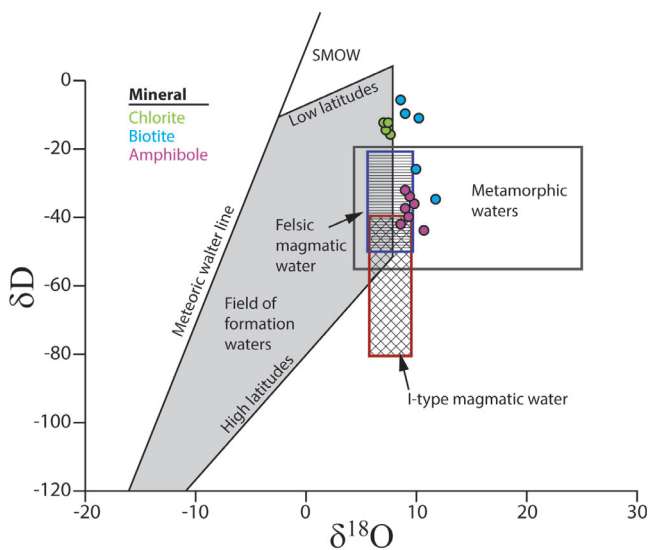 SMOW
Mineral
Chlorite
Biotite
Amphibole
Low latitudes
Meteoric walter line
Felsic
magmatic
water
Metamorphic
waters
Field of
formation
waters
High latitudes
I-type magmatic water
δD
0
-20
-40
-60
-80
-100
-120
-20
-10
0
10
20
30
δ¹⁸O